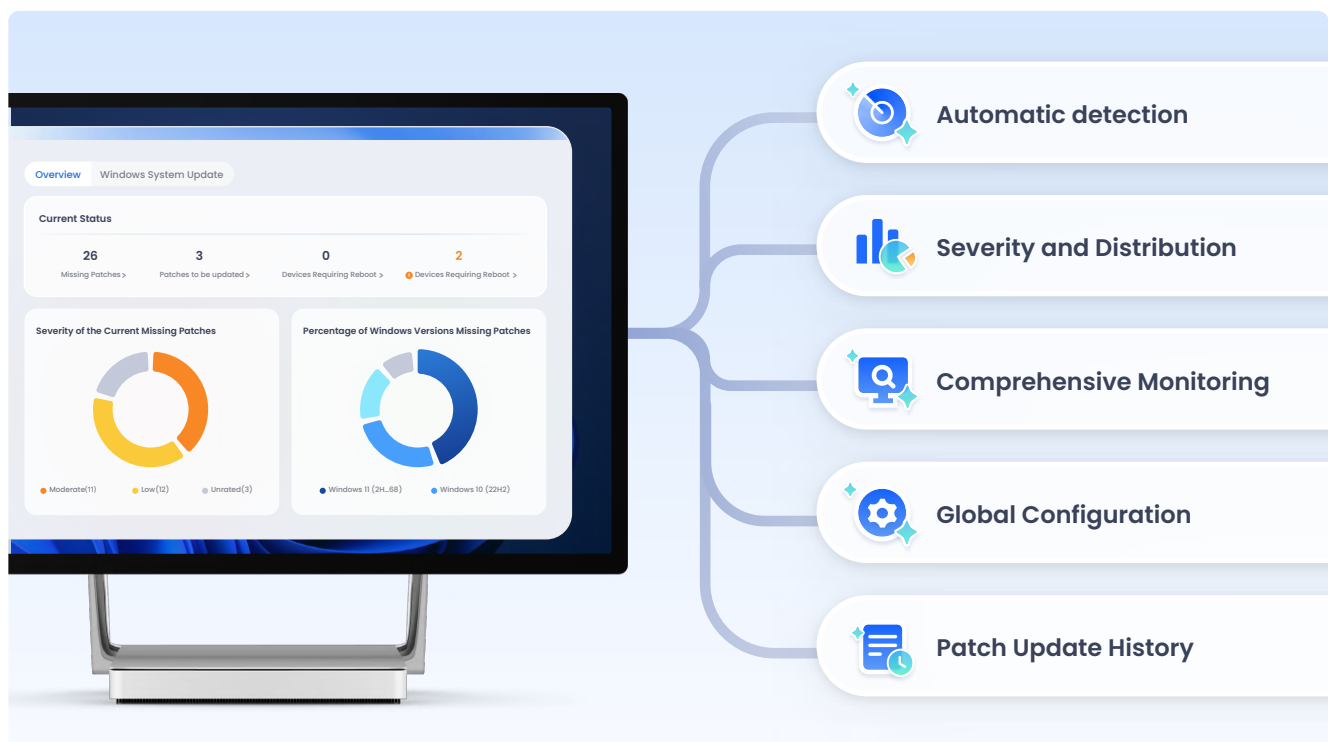 Overview Windows System Update
Current Status
26 3 0 2
Missing Patches > Patches to be updated > Devices Requiring Reboot > Devices Requiring Reboot >
Severity of the Current Missing Patches
Moderate(11) Low(12) Unrated(3)
Percentage of Windows Versions Missing Patches
Windows 11 (2H...68) Windows 10 (22H2)
Automatic detection
Severity and Distribution
Comprehensive Monitoring
Global Configuration
Patch Update History